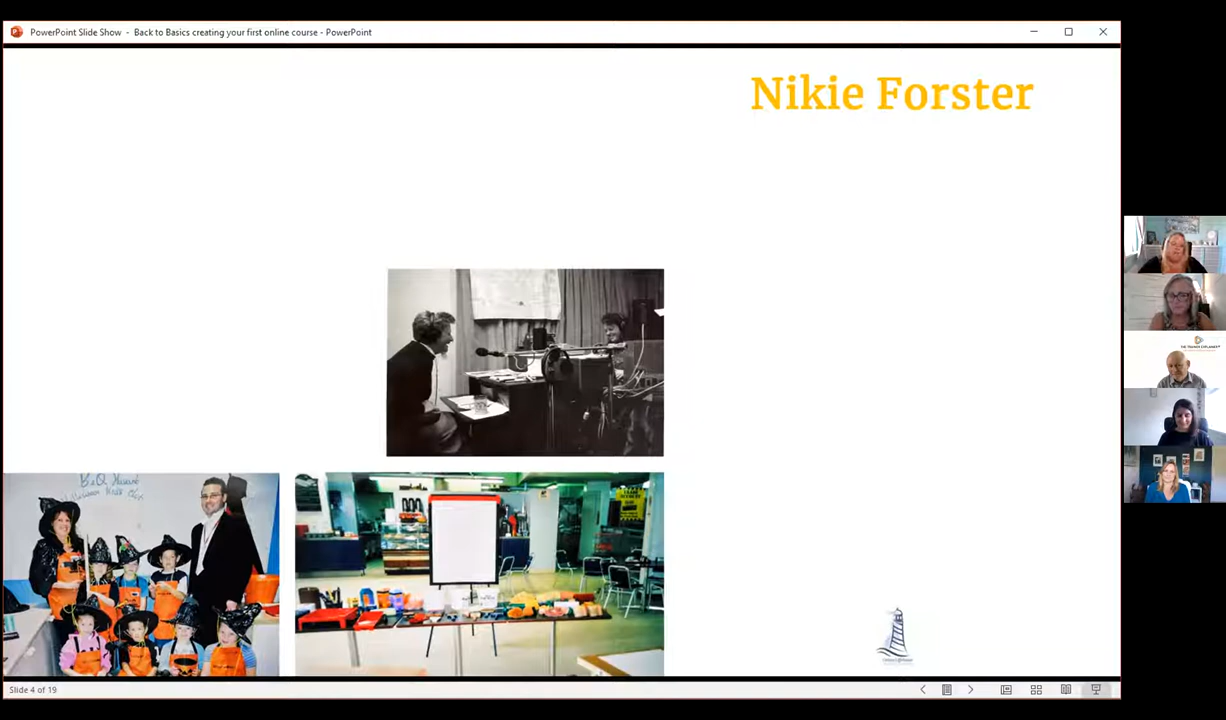 PowerPoint Slide Show - Back to Basics creating your first online course - PowerPoint
Nikie Forster
B&Q
Slide 4 of 19